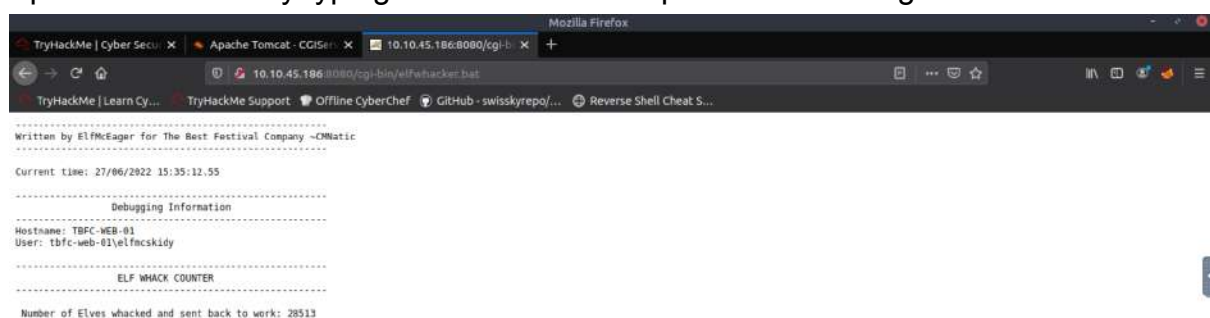 Mozilla Firefox
TryHackMe | Cyber Secu
Apache Tomcat - CGIServ
10.10.45.186:8080/cgi-b
10.10.45.186:8080/cgi-bin/elfwhacker.bat
TryHackMe | Learn Cy...
TryHackMe Support
Offline CyberChef
GitHub - swisskyrepo/...
Reverse Shell Cheat S...
Written by ElfMcEager for The Best Festival Company ~CMNatic
Current time: 27/06/2022 15:35:12.55
Debugging Information
Hostname: TBFC-WEB-01
User: tbfc-web-01\elfmcskidy
ELF WHACK COUNTER
Number of Elves whacked and sent back to work: 28513